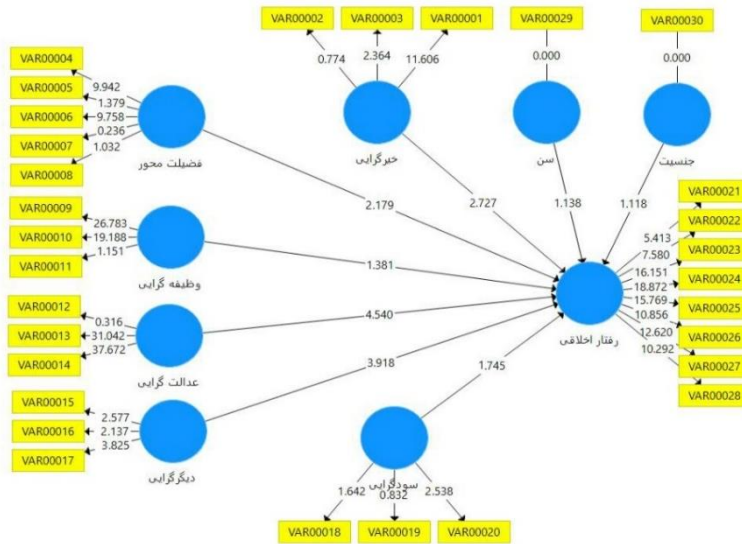 VAR00002
VAR00003
VAR00001
VAR00029
VAR00030
0.774
2.364
11.606
0.000
0.000
خبرگرایی
سن
جنسیت
VAR00004
VAR00005
VAR00006
VAR00007
VAR00008
9.942
1.379
9.758
0.236
1.032
فضیلت محور
2.179
2.727
1.138
1.118
VAR00009
VAR00010
VAR00011
26.783
19.188
1.151
وظیفه گرایی
1.381
VAR00012
VAR00013
VAR00014
0.316
31.042
37.672
عدالت گرایی
4.540
VAR00015
VAR00016
VAR00017
2.577
2.137
3.825
دیگرگرایی
3.918
1.745
رفتار اخلاقی
5.413
7.580
16.151
18.872
15.769
10.856
12.620
10.292
VAR00021
VAR00022
VAR00023
VAR00024
VAR00025
VAR00026
VAR00027
VAR00028
سودگرایی
1.642
0.832
2.538
VAR00018
VAR00019
VAR00020